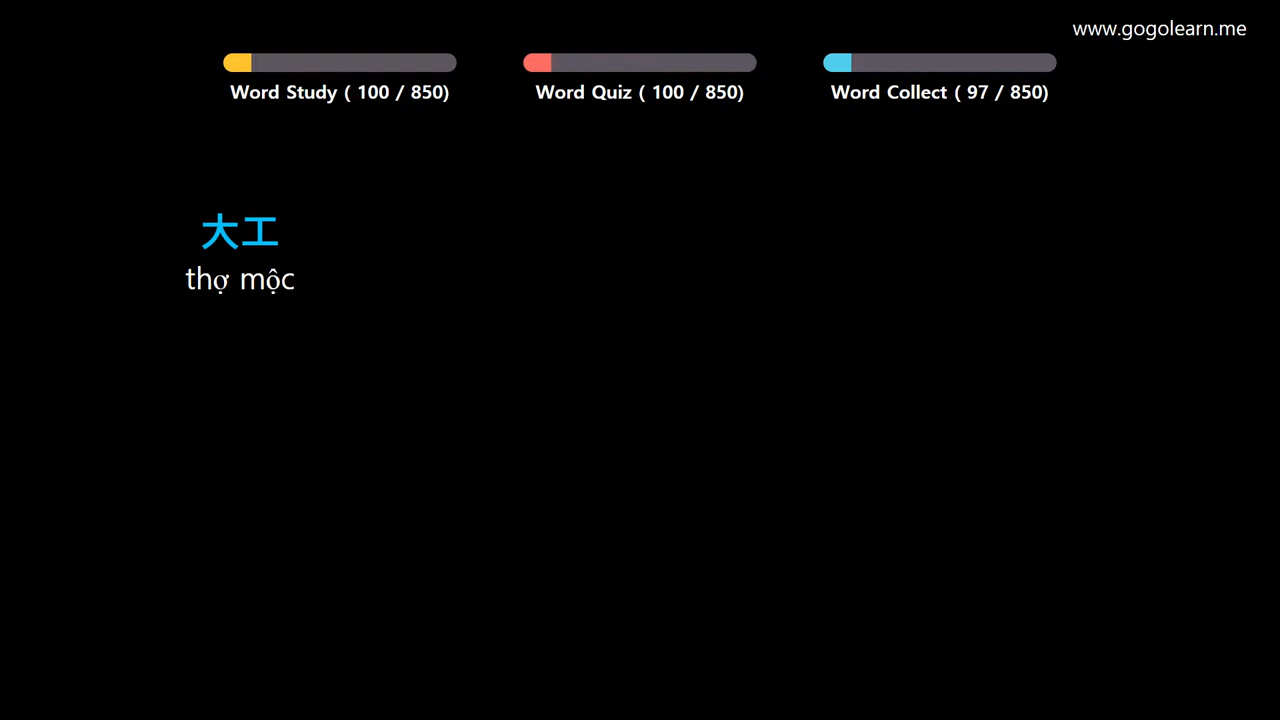 www.gogolearn.me
Word Study ( 100 / 850)
Word Quiz ( 100 / 850)
Word Collect ( 97 / 850)
大工
thợ mộc